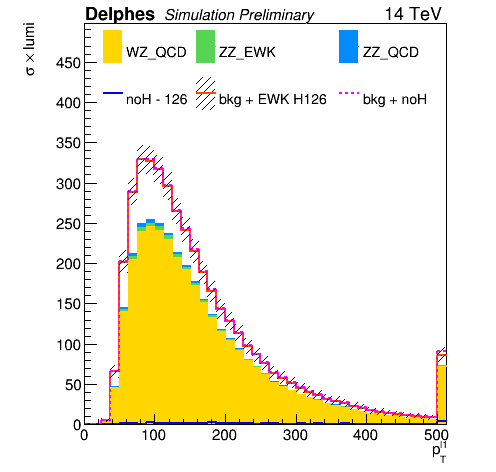 Delphes Simulation Preliminary 14 TeV
σ × lumi
WZ_QCD ZZ_EWK ZZ_QCD
noH - 126 bkg + EWK H126 bkg + noH
450
400
350
300
250
200
150
100
50
0
0 100 200 300 400 500
p_T^l1